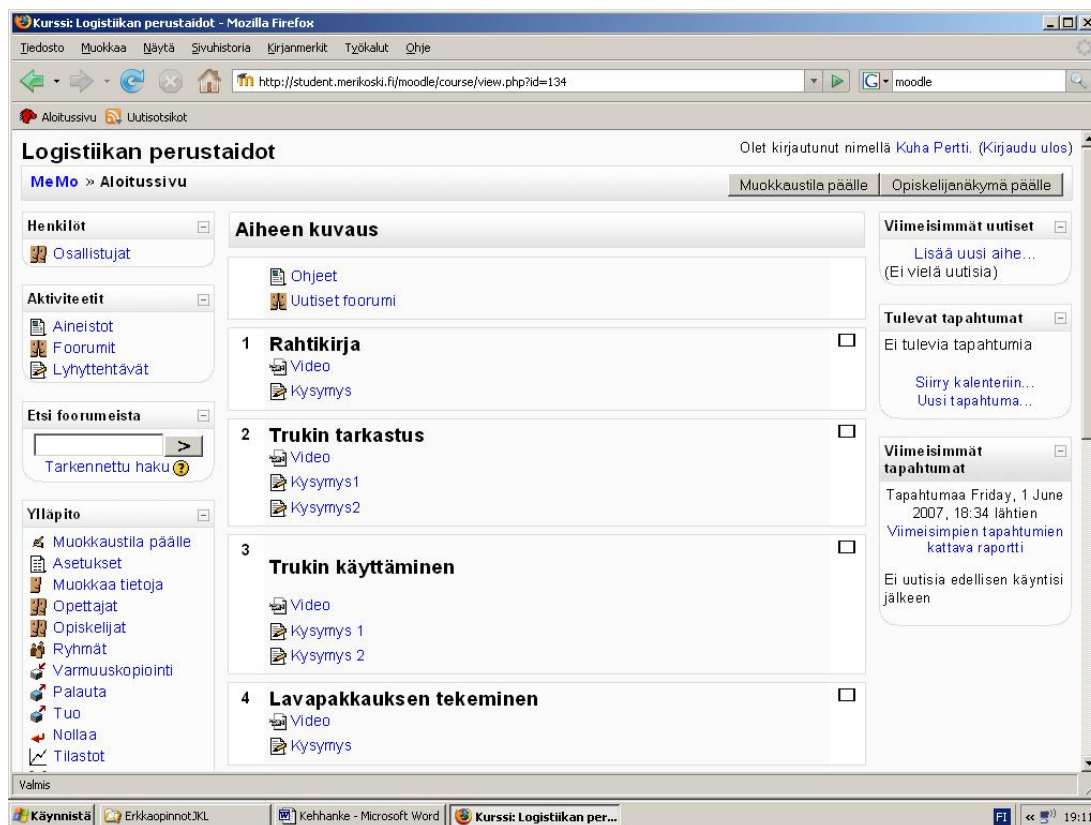 Kurssi: Logistiikan perustaidot - Mozilla Firefox
Tiedosto Muokkaa Näytä Sivuhistoria Kirjanmerkit Työkalut Ohje
http://student.merikoski.fi/moodle/course/view.php?id=134
G moodle
Aloitussivu Uutisotsikot
Logistiikan perustaidot
Olet kirjautunut nimellä Kuha Pertti. (Kirjaudu ulos)
MeMo » Aloitussivu
Muokkaustila päälle Opiskelijanäkymä päälle
Henkilöt
Osallistujat
Aktiviteetit
Aineistot
Foorumit
Lyhyttehtävät
Etsi foorumeista
>
Tarkennettu haku ?
Ylläpito
Muokkaustila päälle
Asetukset
Muokkaa tietoja
Opettajat
Opiskelijat
Ryhmät
Varmuuskopiointi
Palauta
Tuo
Nollaa
Tilastot
Aiheen kuvaus
Ohjeet
Uutiset foorumi
1 Rahtikirja
Video
Kysymys
2 Trukin tarkastus
Video
Kysymys1
Kysymys2
3 Trukin käyttäminen
Video
Kysymys 1
Kysymys 2
4 Lavapakkauksen tekeminen
Video
Kysymys
Viimeisimmät uutiset
Lisää uusi aihe...
(Ei vielä uutisia)
Tulevat tapahtumat
Ei tulevia tapahtumia
Siirry kalenteriin...
Uusi tapahtuma...
Viimeisimmät
tapahtumat
Tapahtumaa Friday, 1 June
2007, 18:34 lähtien
Viimeisimpien tapahtumien
kattava raportti
Ei uutisia edellisen käyntisi
jälkeen
Valmis
Käynnistä ErkkaopinnotJKL Kehhanke - Microsoft Word Kurssi: Logistiikan per... FI « 19:11